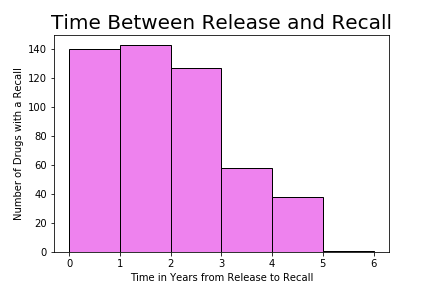 Time Between Release and Recall
Number of Drugs with a Recall
140
120
100
80
60
40
20
0
0 1 2 3 4 5 6
Time in Years from Release to Recall